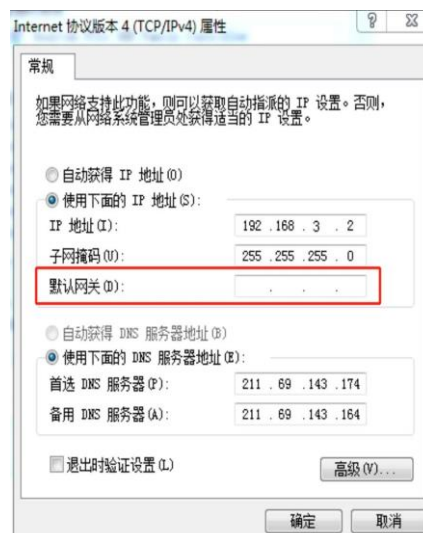 Internet 协议版本 4 (TCP/IPv4) 属性
常规
如果网络支持此功能，则可以获取自动指派的 IP 设置。否则，
您需要从网络系统管理员处获得适当的 IP 设置。
自动获得 IP 地址(O)
使用下面的 IP 地址(S):
IP 地址(I): 192 .168 . 3 . 2
子网掩码(U): 255 .255 .255 . 0
默认网关(D): . . .
自动获得 DNS 服务器地址(B)
使用下面的 DNS 服务器地址(E):
首选 DNS 服务器(P): 211 . 69 .143 .174
备用 DNS 服务器(A): 211 . 69 .143 .164
退出时验证设置(L)
高级(V)...
确定 取消